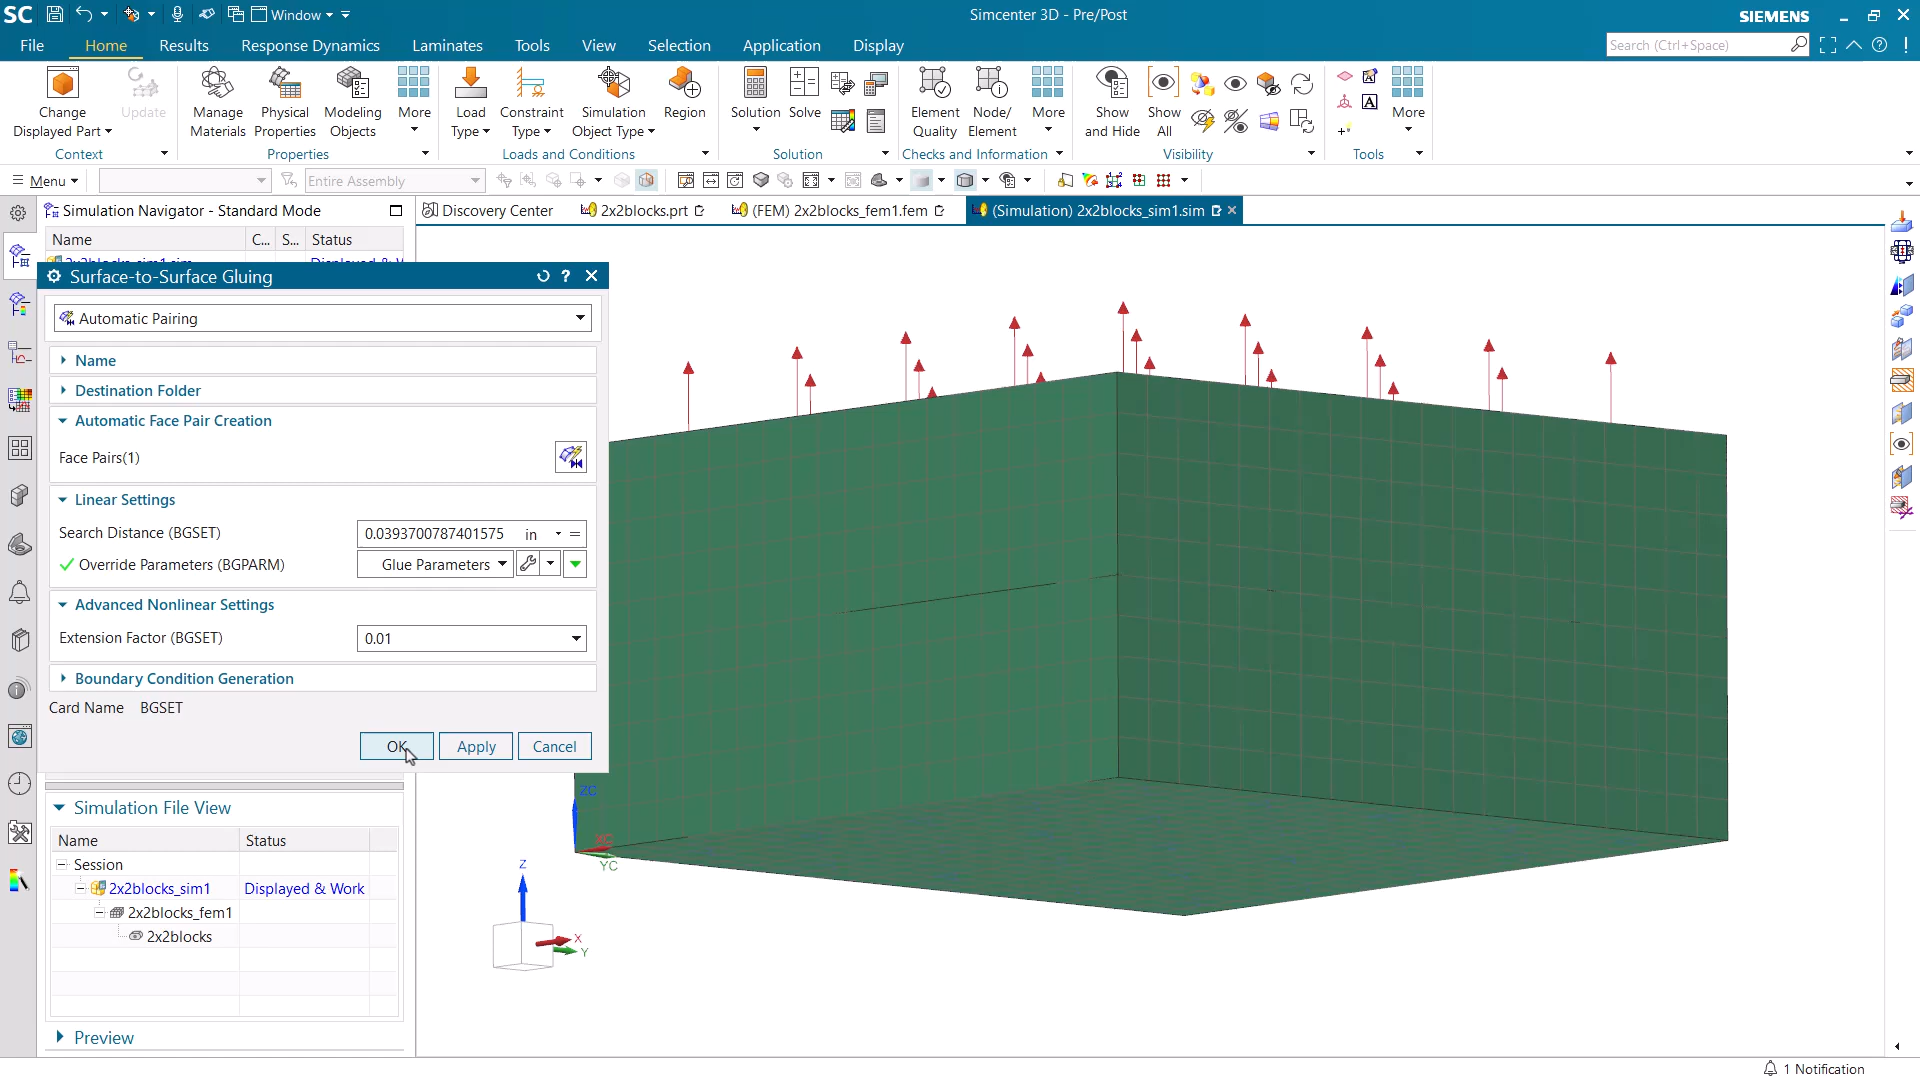 SC Window Simcenter 3D - Pre/Post SIEMENS
File Home Results Response Dynamics Laminates Tools View Selection Application Display Search (Ctrl+Space)
Change Displayed Part
Update
Manage Materials
Physical Properties
Modeling Objects
More
Load Type
Constraint Type
Simulation Object Type
Region
Solution
Solve
Element Quality
Node/ Element
More
Show and Hide
Show All
More
Context Properties Loads and Conditions Solution Checks and Information Visibility Tools
Menu Entire Assembly
Simulation Navigator - Standard Mode
Discovery Center 2x2blocks.prt (FEM) 2x2blocks_fem1.fem (Simulation) 2x2blocks_sim1.sim
Name C... S... Status
Surface-to-Surface Gluing
Automatic Pairing
Name
Destination Folder
Automatic Face Pair Creation
Face Pairs(1)
Linear Settings
Search Distance (BGSET) 0.0393700787401575 in =
Override Parameters (BGPARM) Glue Parameters
Advanced Nonlinear Settings
Extension Factor (BGSET) 0.01
Boundary Condition Generation
Card Name BGSET
OK Apply Cancel
ZC
XC
YC
Z
X
Y
Simulation File View
Name Status
Session
2x2blocks_sim1 Displayed & Work
2x2blocks_fem1
2x2blocks
Preview
1 Notification